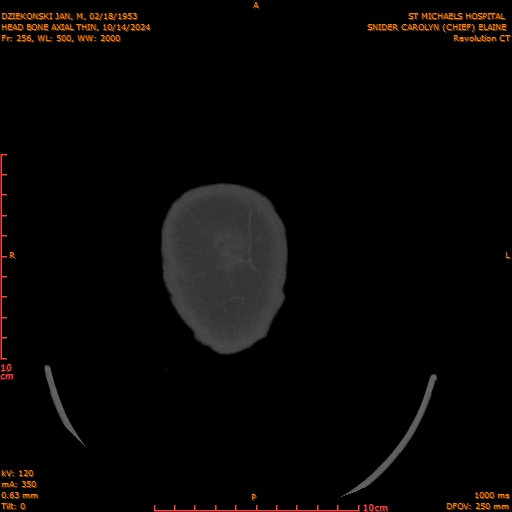 A
DZIEKONSKI JAN, M, 02/18/1953
HEAD BONE AXIAL THIN, 10/14/2024
Fr: 256, WL: 500, WW: 2000
ST MICHAELS HOSPITAL
SNIDER CAROLYN (CHIEF) ELAINE
Revolution CT
R
L
10
cm
kV: 120
mA: 350
0.63 mm
Tilt: 0
P
10cm
1000 ms
DFOV: 250 mm